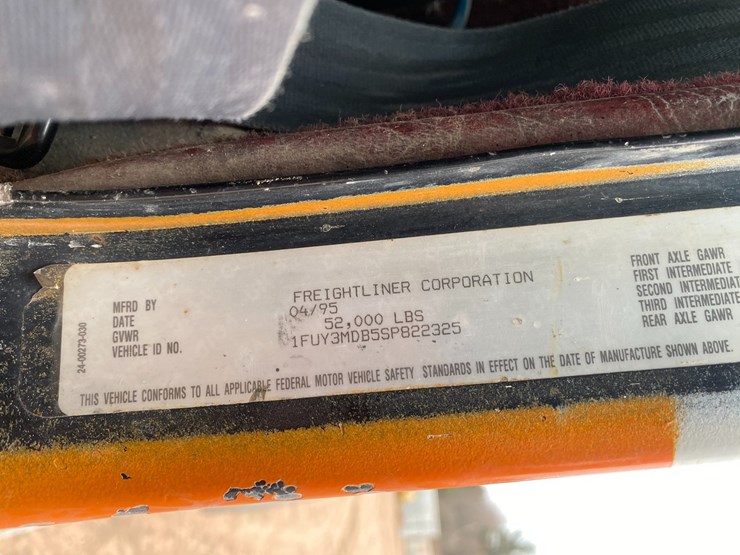 24-00273-030
MFRD BY FREIGHTLINER CORPORATION
DATE 04/95
GVWR 52,000 LBS
VEHICLE ID NO. 1FUY3MDB5SP822325
FRONT AXLE GAWR
FIRST INTERMEDIATE
SECOND INTERMEDIAT
THIRD INTERMEDIATE
REAR AXLE GAWR
THIS VEHICLE CONFORMS TO ALL APPLICABLE FEDERAL MOTOR VEHICLE SAFETY STANDARDS IN EFFECT ON THE DATE OF MANUFACTURE SHOWN ABOVE.